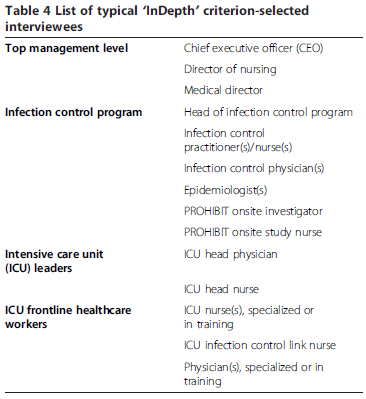 Table 4 List of typical ‘InDepth’ criterion-selected
interviewees
Top management level Chief executive officer (CEO)
Director of nursing
Medical director
Infection control program Head of infection control program
Infection control
practitioner(s)/nurse(s)
Infection control physician(s)
Epidemiologist(s)
PROHIBIT onsite investigator
PROHIBIT onsite study nurse
Intensive care unit ICU head physician
(ICU) leaders
ICU head nurse
ICU frontline healthcare ICU nurse(s), specialized or
workers in training
ICU infection control link nurse
Physician(s), specialized or in
training